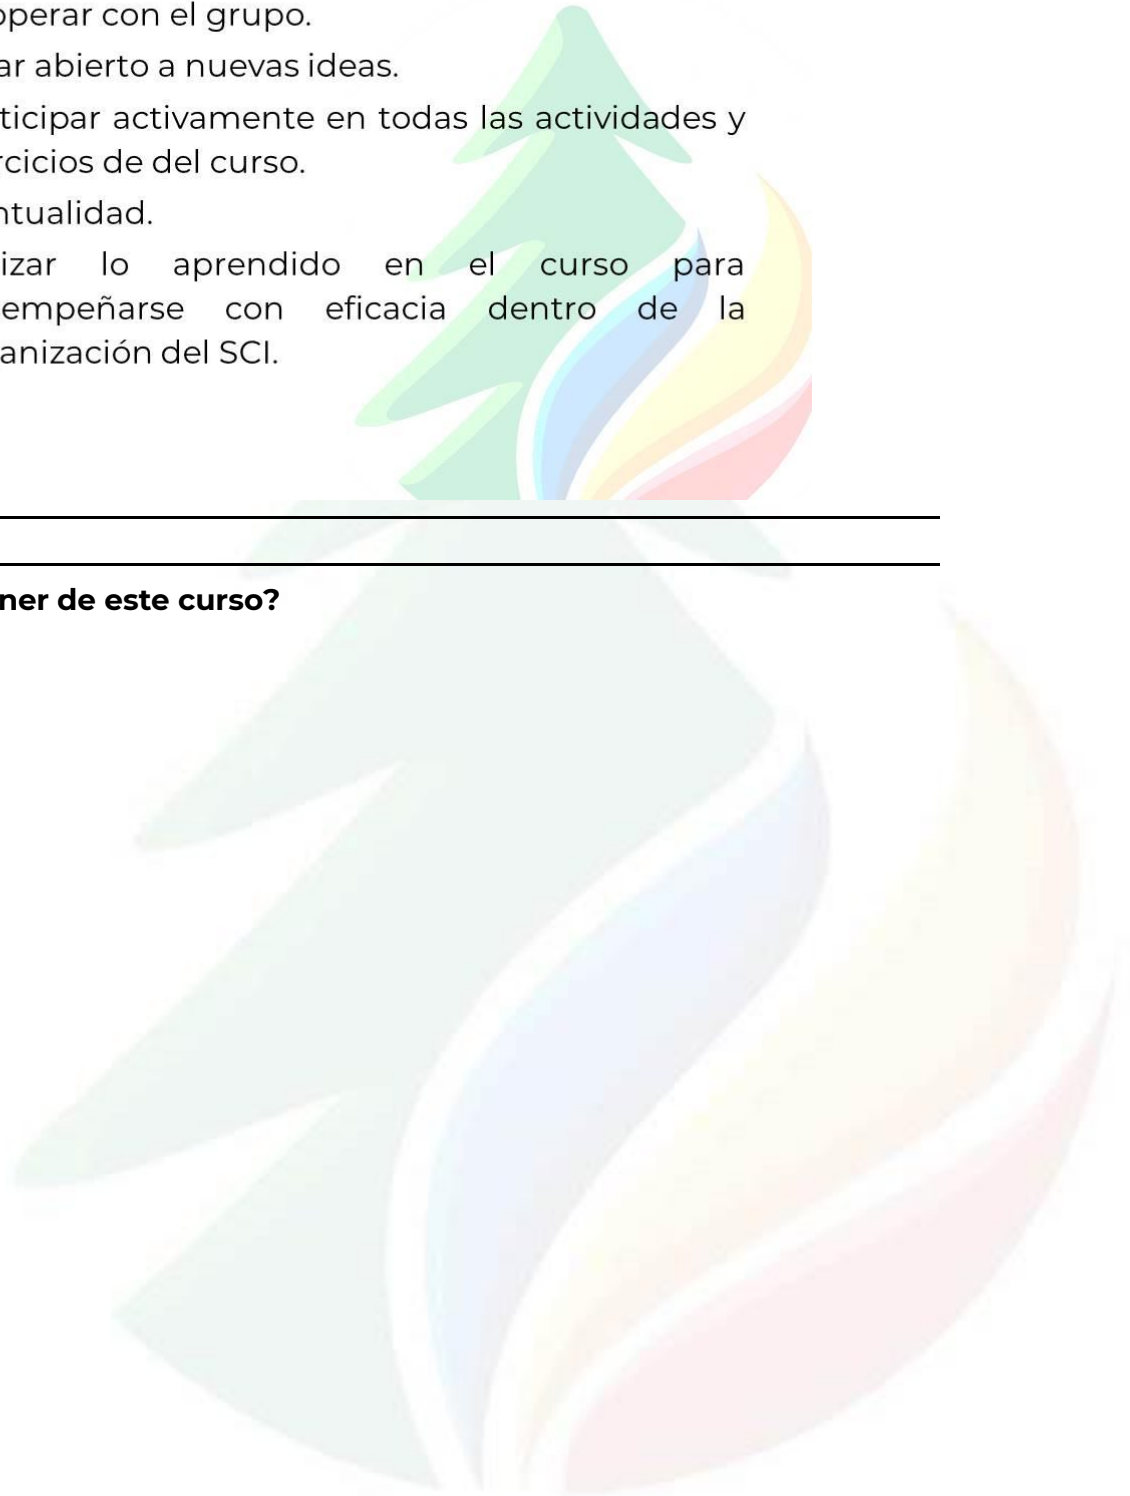 operar con el grupo.
ar abierto a nuevas ideas.
ticipar activamente en todas las actividades y
rcicios de del curso.
ntualidad.
izar lo aprendido en el curso para
empeñarse con eficacia dentro de la
anización del SCI.
ner de este curso?